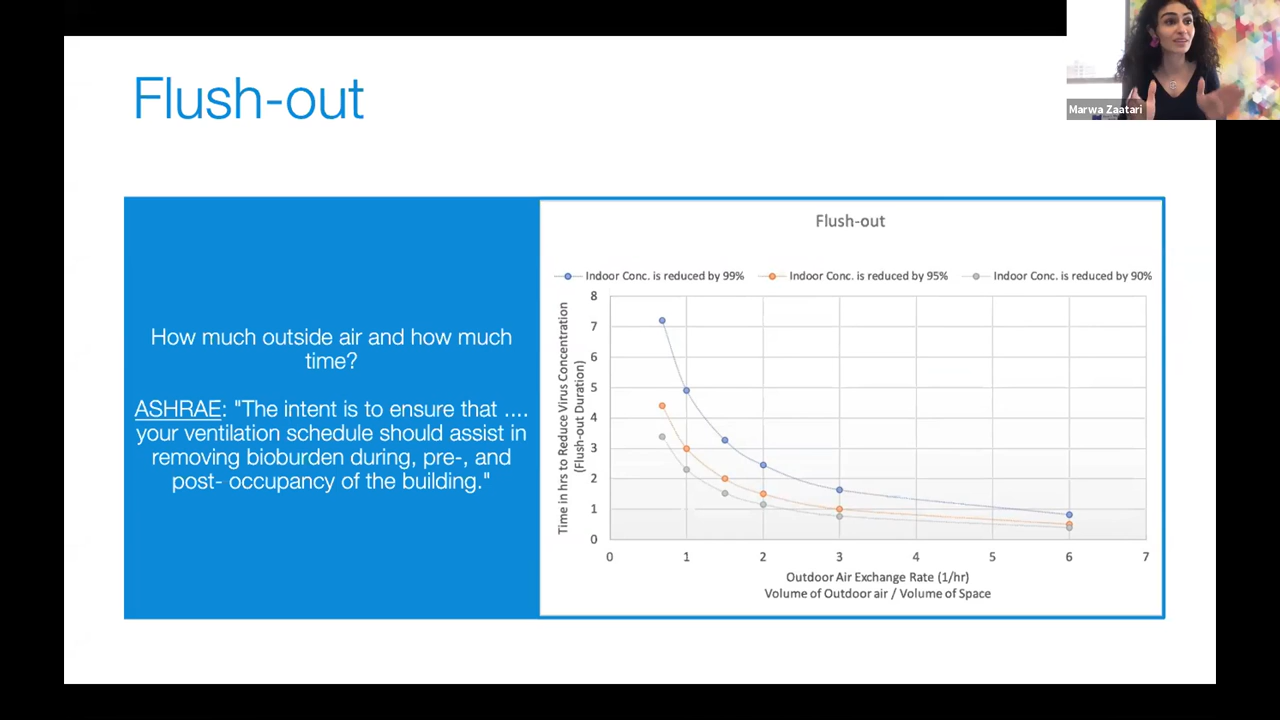 Flush-out
Marwa Zaatari
How much outside air and how much
time?
ASHRAE: "The intent is to ensure that ....
your ventilation schedule should assist in
removing bioburden during, pre-, and
post- occupancy of the building."
Flush-out
Indoor Conc. is reduced by 99%
Indoor Conc. is reduced by 95%
Indoor Conc. is reduced by 90%
Time in hrs to Reduce Virus Concentration
(Flush-out Duration)
8
7
6
5
4
3
2
1
0
0 1 2 3 4 5 6 7
Outdoor Air Exchange Rate (1/hr)
Volume of Outdoor air / Volume of Space